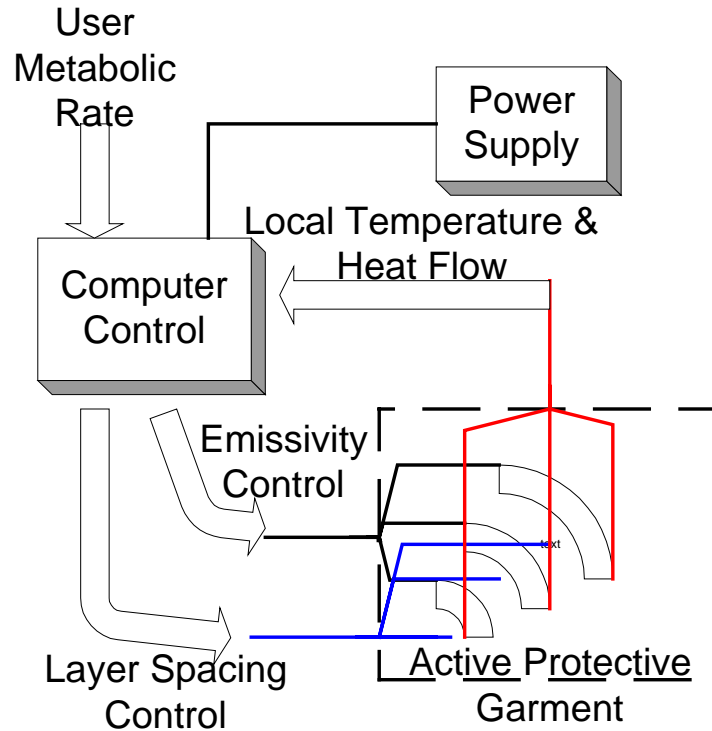 User
Metabolic
Rate
Power
Supply
Local Temperature &
Heat Flow
Computer
Control
Emissivity
Control
text
Layer Spacing
Control
Active Protective
Garment